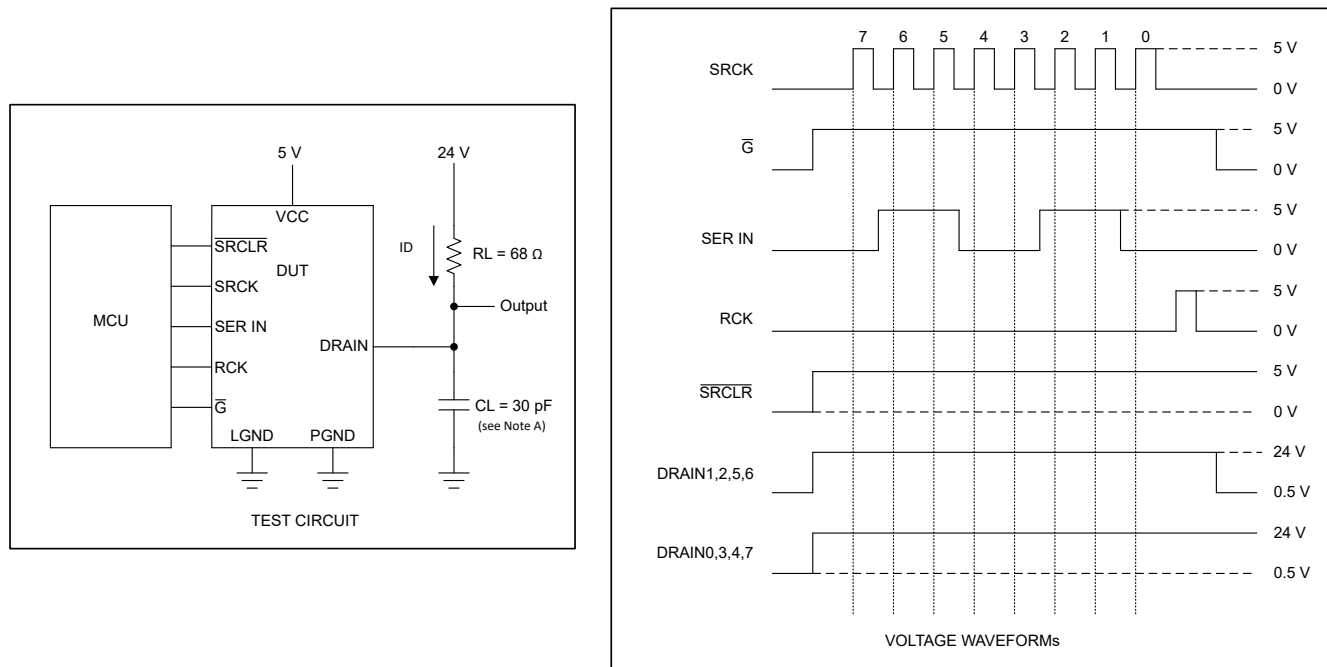 5 V
24 V
VCC
SRCLR
DUT
ID
RL = 68 Ω
SRCK
Output
MCU
SER IN
DRAIN
RCK
CL = 30 pF
(see Note A)
G
LGND
PGND
TEST CIRCUIT
7 6 5 4 3 2 1 0
SRCK
5 V
0 V
G
5 V
0 V
SER IN
5 V
0 V
RCK
5 V
0 V
SRCLR
5 V
0 V
DRAIN1,2,5,6
24 V
0.5 V
DRAIN0,3,4,7
24 V
0.5 V
VOLTAGE WAVEFORMs